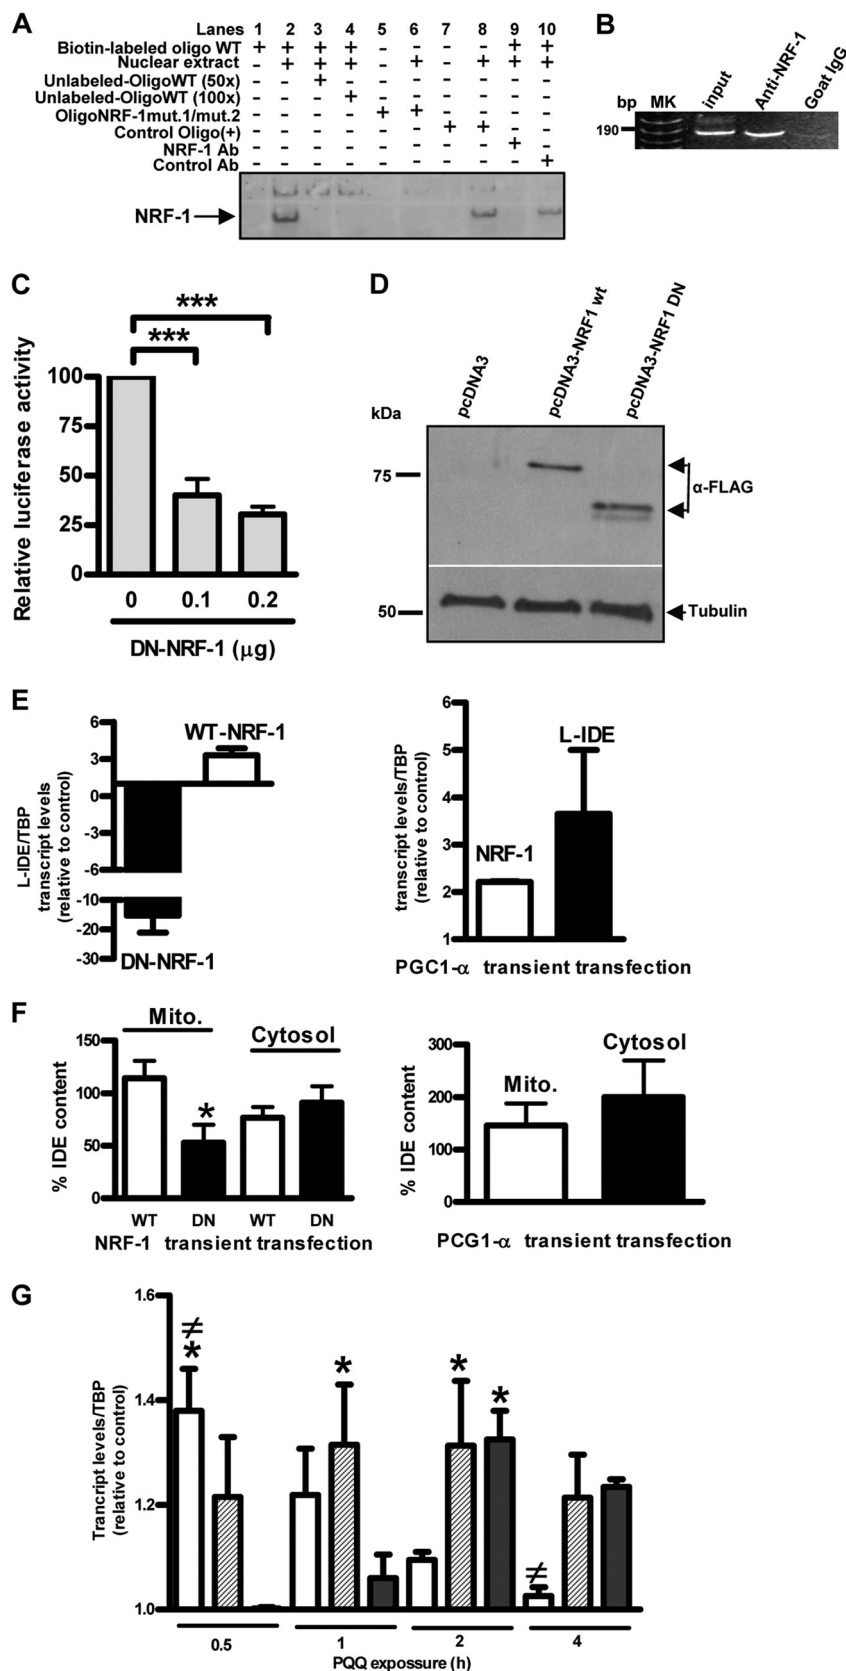 A
Lanes 1 2 3 4 5 6 7 8 9 10
Biotin-labeled oligo WT + + + + - - - - + +
Nuclear extract - + + + - + - + + +
Unlabeled-OligoWT (50x) - - + - - - - - - -
Unlabeled-OligoWT (100x) - - - + - - - - - -
OligoNRF-1mut.1/mut.2 - - - - + + - - - -
Control Oligo(+) - - - - - - + + - -
NRF-1 Ab - - - - - - - - + -
Control Ab - - - - - - - - - +
NRF-1
B
bp MK input Anti-NRF-1 Goat IgG
190
C
***
***
Relative luciferase activity
100
75
50
25
0
0 0.1 0.2
DN-NRF-1 (µg)
D
pcDNA3 pcDNA3-NRF1 wt pcDNA3-NRF1 DN
kDa
75
α-FLAG
50
Tubulin
E
L-IDE/TBP
transcript levels
(relative to control)
6
3
0
-3
-6
-10
-20
-30
WT-NRF-1
DN-NRF-1
transcript levels/TBP
(relative to control)
6
5
4
3
2
1
NRF-1
L-IDE
PGC1-α transient transfection
F
% IDE content
150
100
50
0
Mito.
Cytosol
*
WT DN WT DN
NRF-1 transient transfection
% IDE content
300
200
100
0
Mito.
Cytosol
PCG1-α transient transfection
G
Trancript levels/TBP
(relative to control)
1.6
1.4
1.2
1.0
≠
*
*
*
*
≠
0.5 1 2 4
PQQ expossure (h)